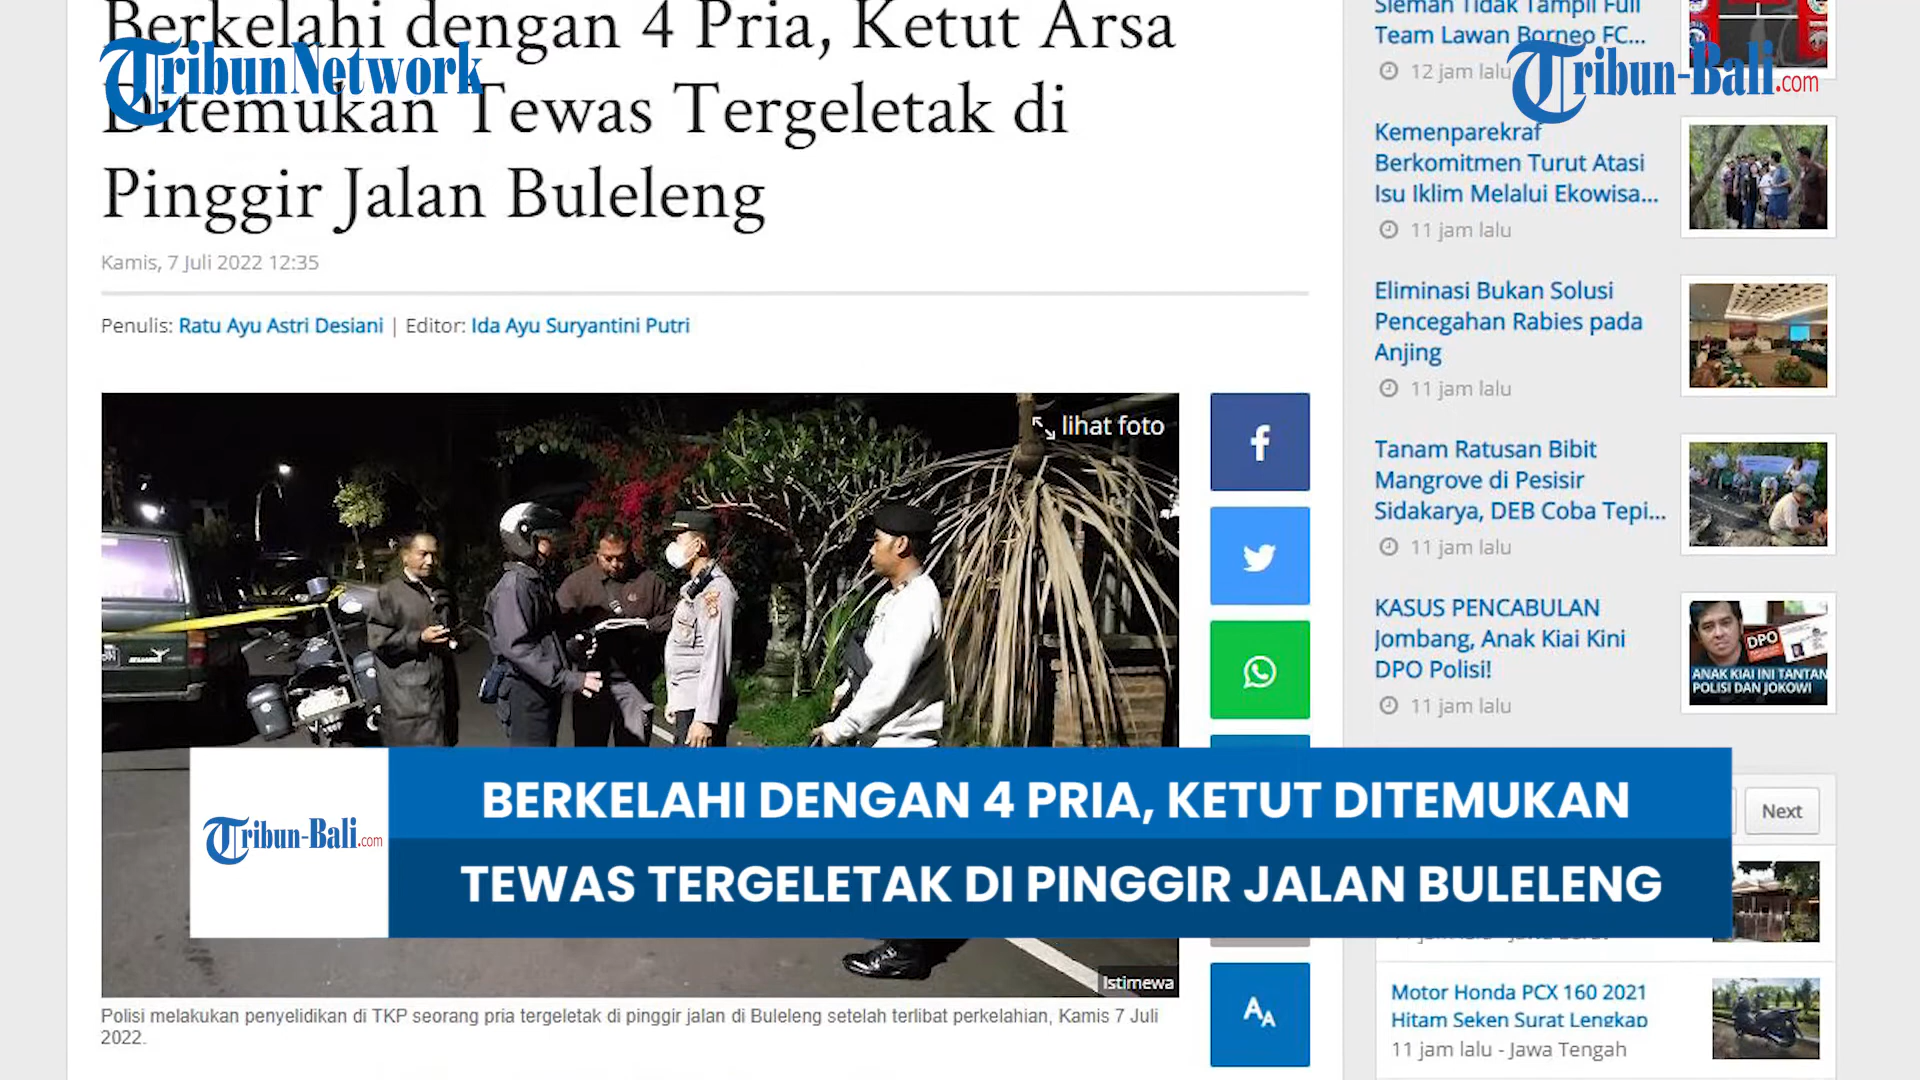 Berkelahi dengan 4 Pria, Ketut Arsa
Ditemukan Tewas Tergeletak di
Pinggir Jalan Buleleng
Tribun Network
Tribun-Bali.com
Kamis, 7 Juli 2022 12:35
Penulis: Ratu Ayu Astri Desiani | Editor: Ida Ayu Suryantini Putri
lihat foto
Istimewa
Polisi melakukan penyelidikan di TKP seorang pria tergeletak di pinggir jalan di Buleleng setelah terlibat perkelahian, Kamis 7 Juli
2022.
Tribun-Bali.com
BERKELAHI DENGAN 4 PRIA, KETUT DITEMUKAN
TEWAS TERGELETAK DI PINGGIR JALAN BULELENG
Sleman Tidak Tampil Full
Team Lawan Borneo FC...
12 jam lalu
Kemenparekraf
Berkomitmen Turut Atasi
Isu Iklim Melalui Ekowisa...
11 jam lalu
Eliminasi Bukan Solusi
Pencegahan Rabies pada
Anjing
11 jam lalu
Tanam Ratusan Bibit
Mangrove di Pesisir
Sidakarya, DEB Coba Tepi...
11 jam lalu
KASUS PENCABULAN
Jombang, Anak Kiai Kini
DPO Polisi!
11 jam lalu
DPO
ANAK KIAI INI TANTAN
POLISI DAN JOKOWI
Next
Motor Honda PCX 160 2021
Hitam Seken Surat Lengkap
11 jam lalu - Jawa Tengah
AA